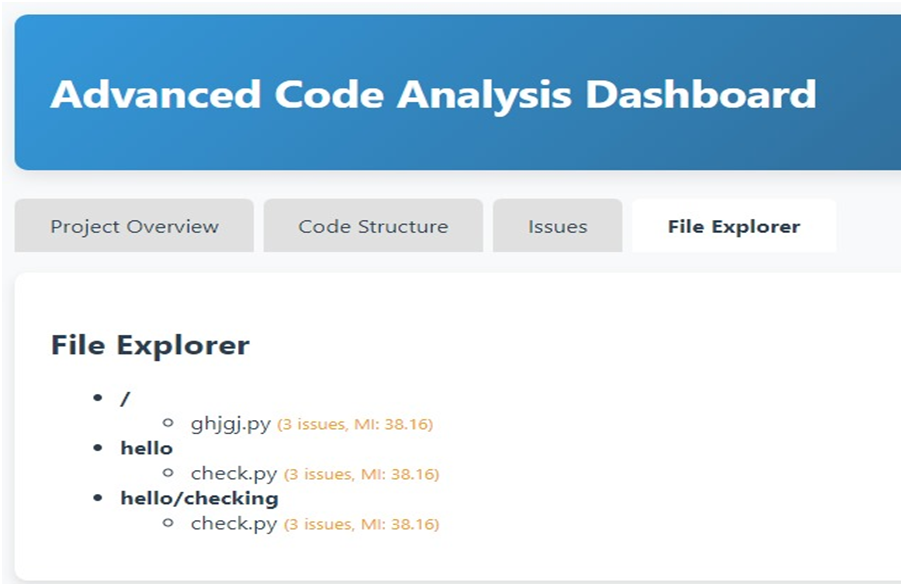 Advanced Code Analysis Dashboard
Project Overview Code Structure Issues File Explorer
File Explorer
/
ghjgj.py (3 issues, MI: 38.16)
hello
check.py (3 issues, MI: 38.16)
hello/checking
check.py (3 issues, MI: 38.16)